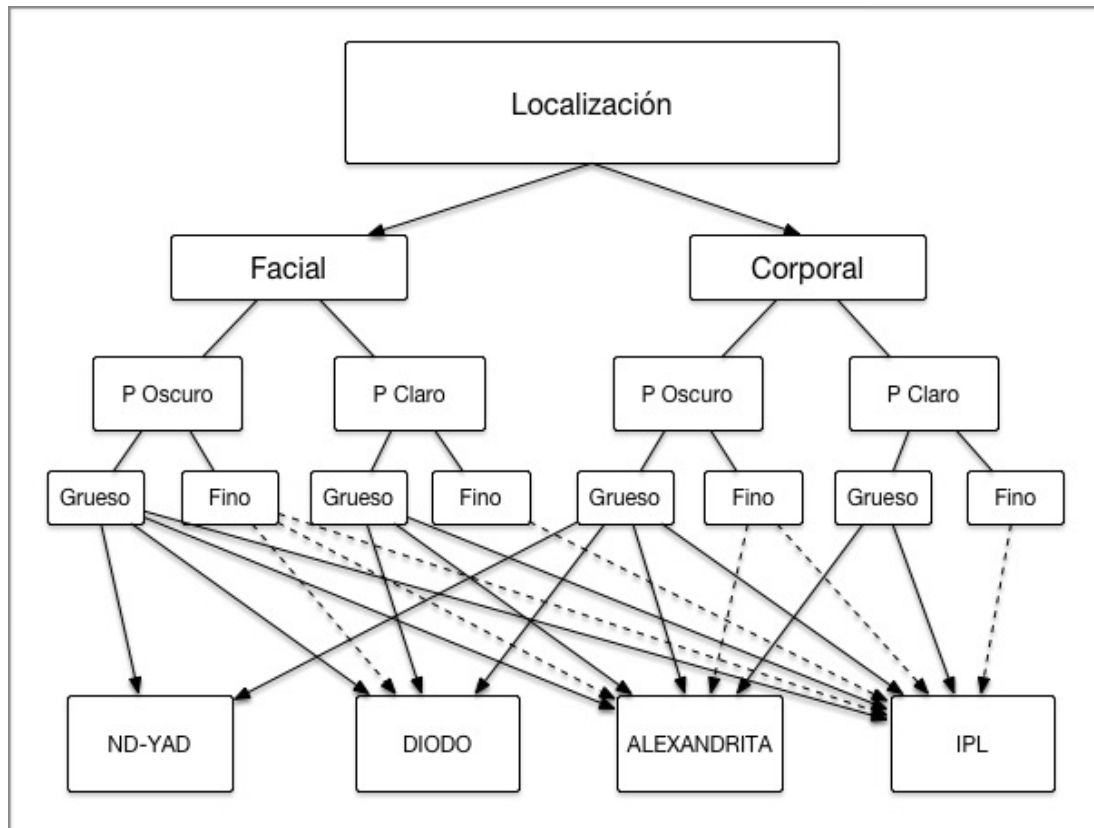 Localización
Facial
Corporal
P Oscuro
P Claro
P Oscuro
P Claro
Grueso
Fino
Grueso
Fino
Grueso
Fino
Grueso
Fino
ND-YAD
DIODO
ALEXANDRITA
IPL